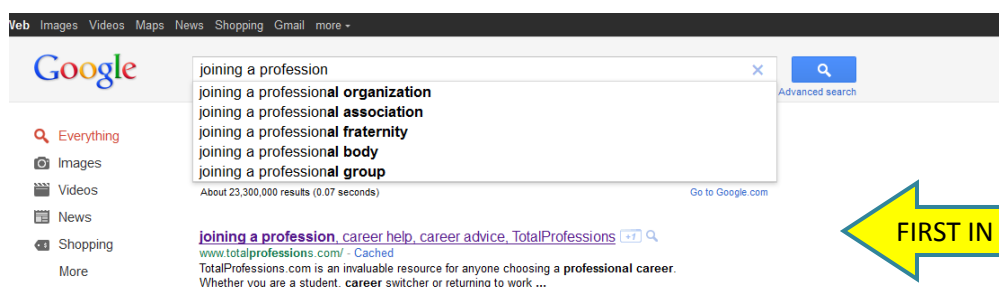 Web Images Videos Maps News Shopping Gmail more
Google
joining a profession
Advanced search
joining a professional organization
joining a professional association
joining a professional fraternity
joining a professional body
joining a professional group
Everything
Images
Videos
News
Shopping
More
About 23,300,000 results (0.07 seconds) Go to Google.com
joining a profession, career help, career advice, TotalProfessions +1
www.totalprofessions.com/ - Cached
TotalProfessions.com is an invaluable resource for anyone choosing a professional career.
Whether you are a student, career switcher or returning to work ...
FIRST IN